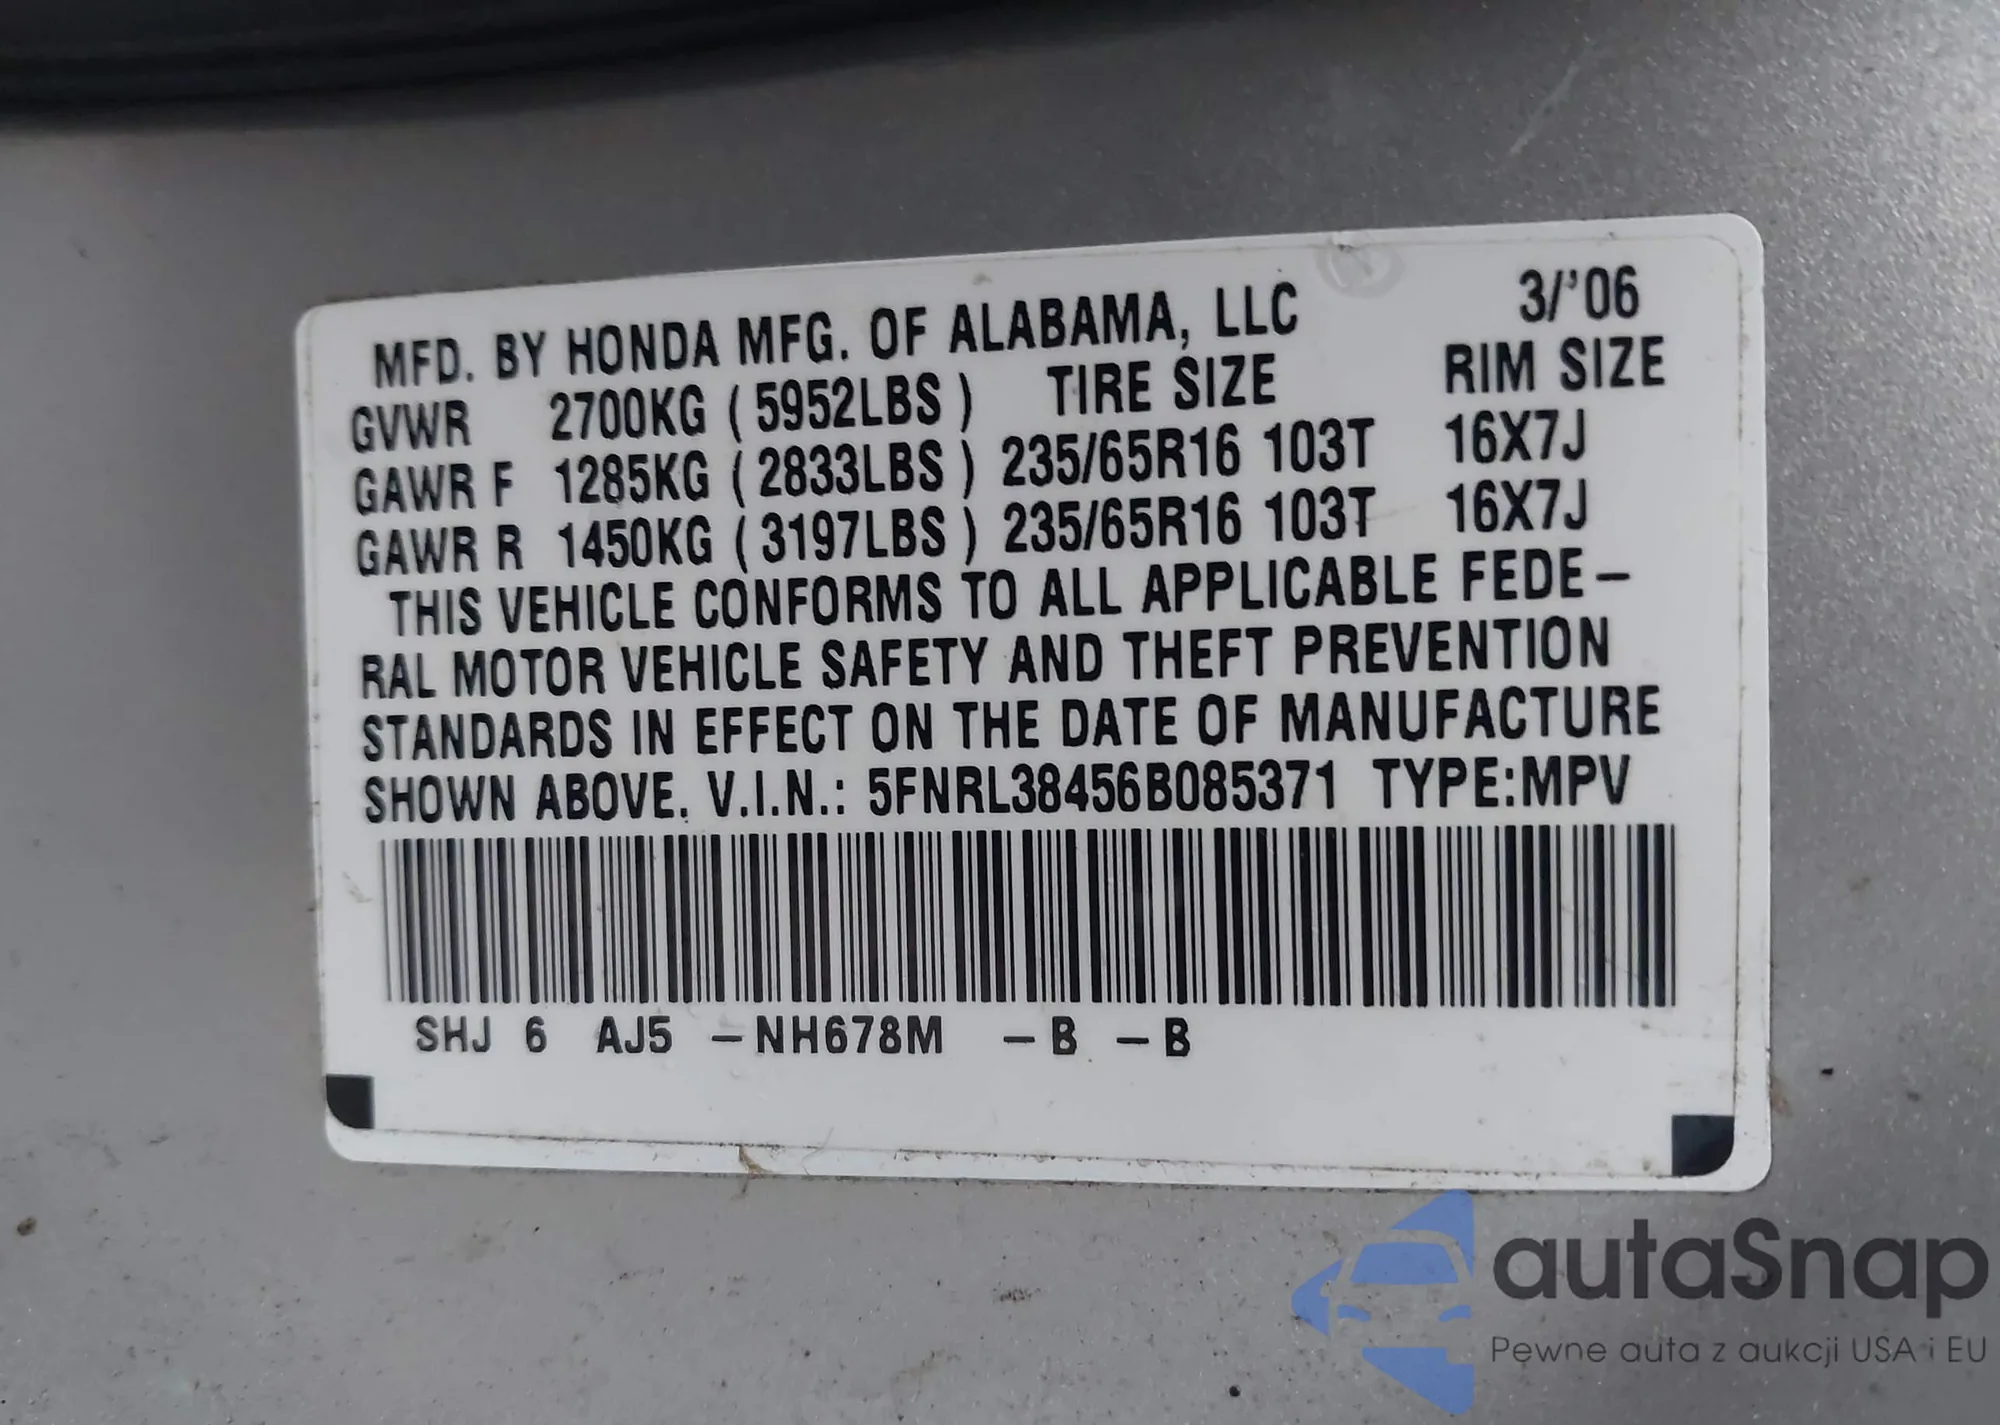 MFD. BY HONDA MFG. OF ALABAMA, LLC 3/'06
GVWR 2700KG ( 5952LBS ) TIRE SIZE RIM SIZE
GAWR F 1285KG ( 2833LBS ) 235/65R16 103T 16X7J
GAWR R 1450KG ( 3197LBS ) 235/65R16 103T 16X7J
THIS VEHICLE CONFORMS TO ALL APPLICABLE FEDE–
RAL MOTOR VEHICLE SAFETY AND THEFT PREVENTION
STANDARDS IN EFFECT ON THE DATE OF MANUFACTURE
SHOWN ABOVE. V.I.N.: 5FNRL38456B085371 TYPE:MPV
SHJ 6 AJ5 –NH678M –B –B
autaSnap
Pewne auta z aukcji USA i EU